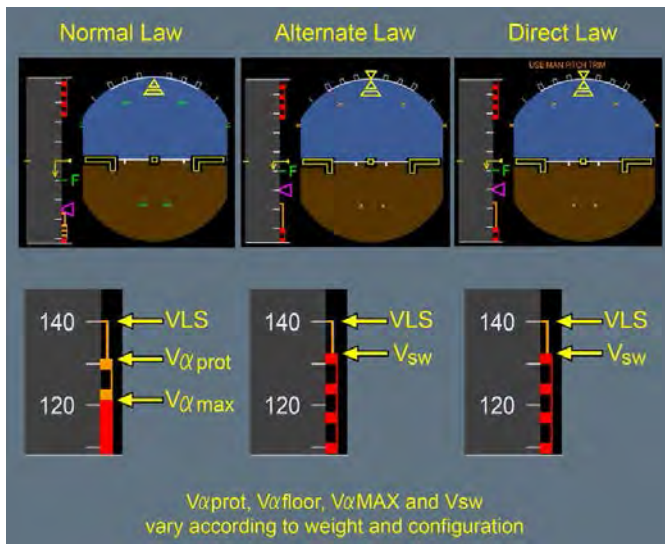 Normal Law
Alternate Law
Direct Law
USE MAN PITCH TRIM
F
F
F
140
VLS
Vα prot
120
Vα max
140
VLS
Vsw
120
140
VLS
Vsw
120
Vαprot, Vαfloor, VαMAX and Vsw
vary according to weight and configuration